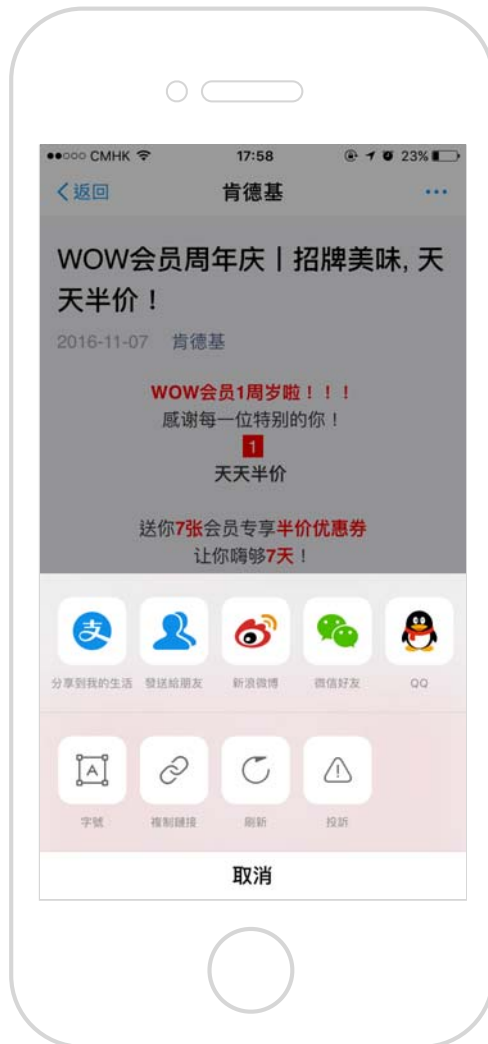 CMHK 17:58 23%
返回 肯德基 ...
WOW会员周年庆丨招牌美味, 天
天半价！
2016-11-07 肯德基
WOW会员1周岁啦！！！
感谢每一位特别的你！
1
天天半价
送你7张会员专享半价优惠券
让你嗨够7天！
支
分享到我的生活 發送給朋友 新浪微博 微信好友 QQ
A
字號 複制鏈接 刷新 投訴
取消